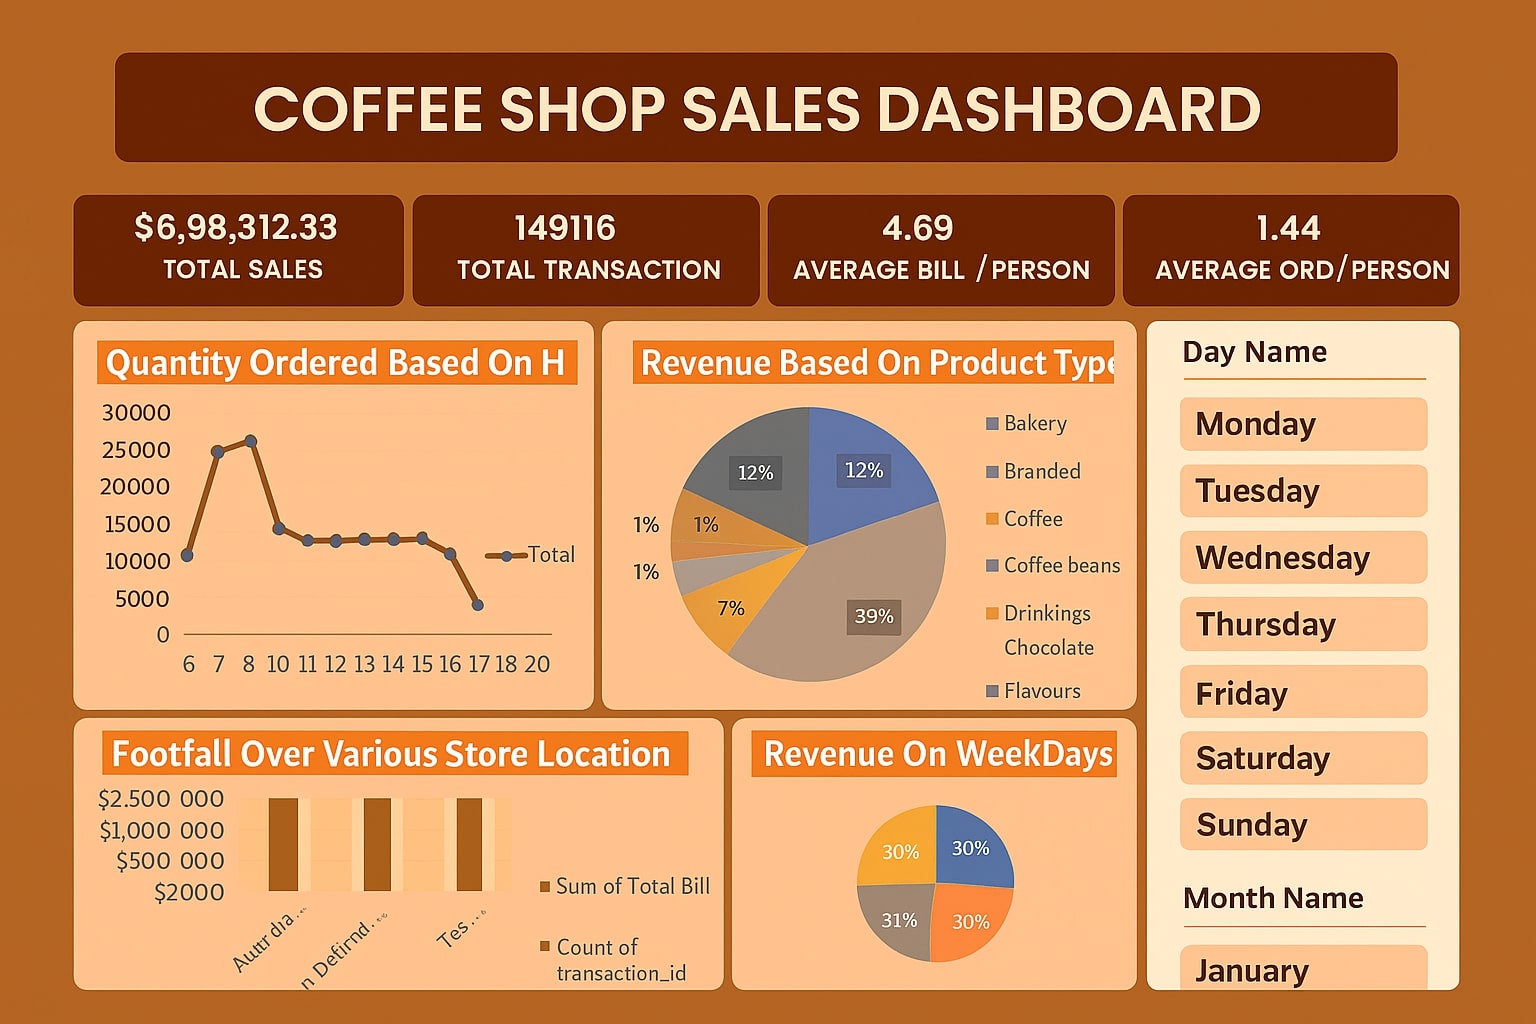 COFFEE SHOP SALES DASHBOARD
$6,98,312.33
TOTAL SALES
149116
TOTAL TRANSACTION
4.69
AVERAGE BILL /PERSON
1.44
AVERAGE ORD/PERSON
Quantity Ordered Based On H
30000
25000
20000
15000
10000
5000
0
6 7 8 10 11 12 13 14 15 16 17 18 20
Total
Revenue Based On Product Type
12%
12%
1%
1%
1%
7%
39%
Bakery
Branded
Coffee
Coffee beans
Drinkings
Chocolate
Flavours
Footfall Over Various Store Location
$2.500 000
$1,000 000
$500 000
$2000
Autır dıa...
n Defirnd...
Tes...
Sum of Total Bill
Count of
transaction_id
Revenue On WeekDays
30%
30%
31%
30%
Day Name
Monday
Tuesday
Wednesday
Thursday
Friday
Saturday
Sunday
Month Name
January